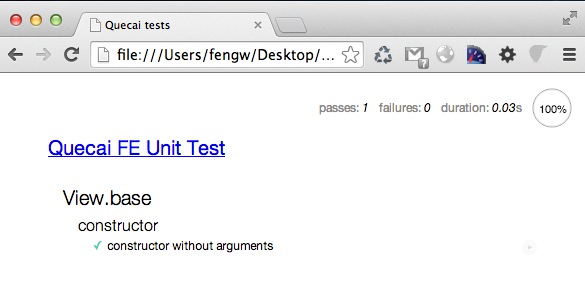 Quecai tests
file:///Users/fengw/Desktop/...
passes: 1 failures: 0 duration: 0.03s 100%
Quecai FE Unit Test
View.base
constructor
✓ constructor without arguments